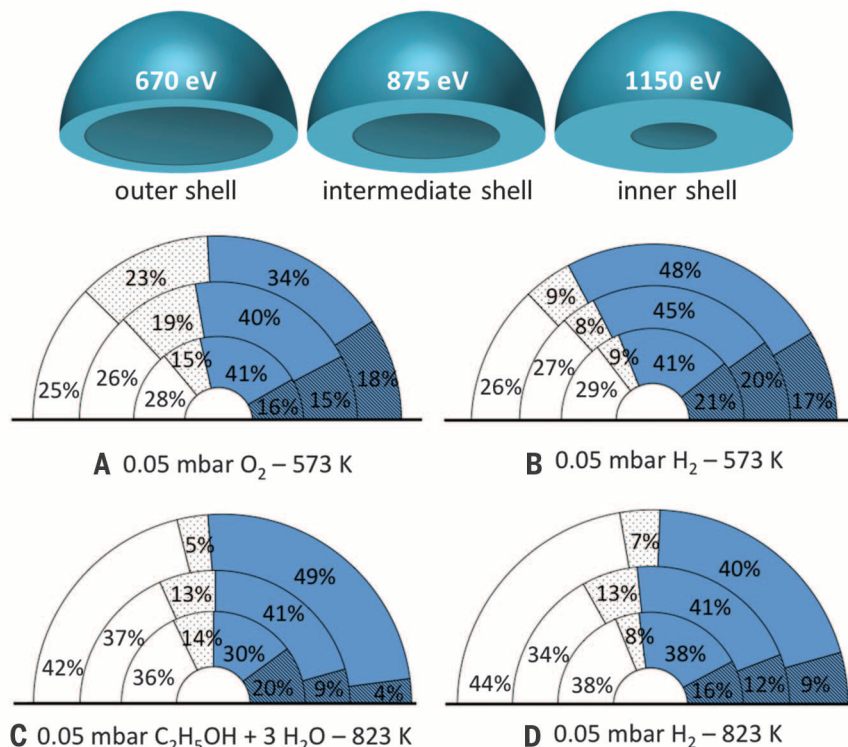 670 eV 875 eV 1150 eV
outer shell intermediate shell inner shell
23% 34%
19% 40%
15% 41%
25% 26% 28% 16% 15% 18%
A 0.05 mbar O₂ – 573 K
9% 48%
8% 45%
9% 41%
26% 27% 29% 21% 20% 17%
B 0.05 mbar H₂ – 573 K
5% 49%
13% 41%
14% 30%
42% 37% 36% 20% 9% 4%
C 0.05 mbar C₂H₅OH + 3 H₂O – 823 K
7% 40%
13% 41%
8% 38%
44% 34% 38% 16% 12% 9%
D 0.05 mbar H₂ – 823 K